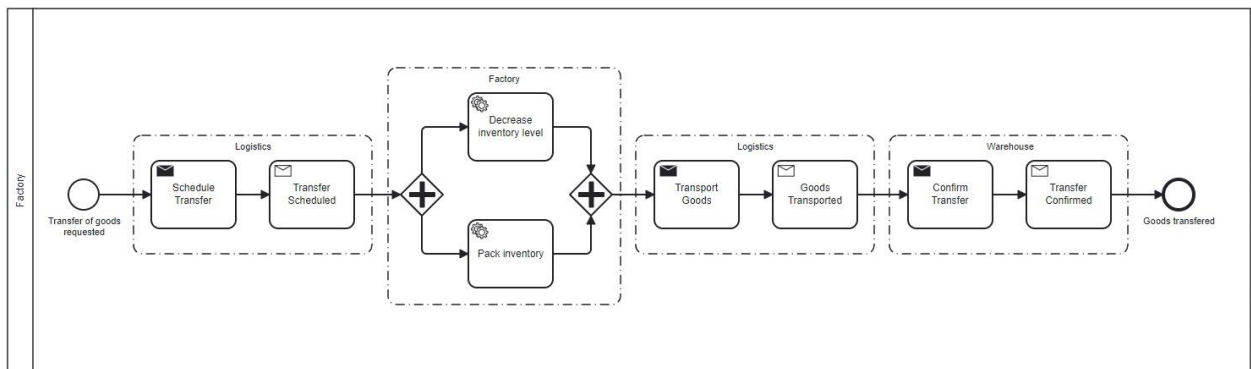 Factory
Transfer of goods
requested
Logistics
Schedule
Transfer
Transfer
Scheduled
Factory
Decrease
inventory level
Pack inventory
Logistics
Transport
Goods
Goods
Transported
Warehouse
Confirm
Transfer
Transfer
Confirmed
Goods transfered